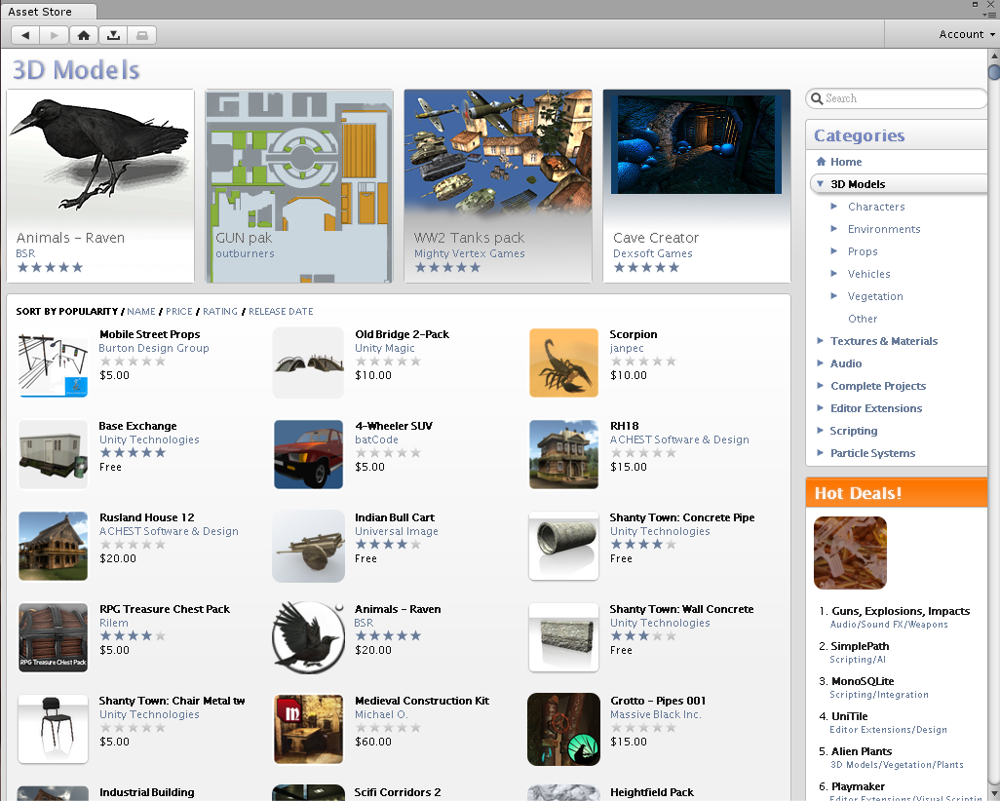 Asset Store
Account
3D Models
GUN
Animals - Raven
BSR
GUN pak
outburners
WW2 Tanks pack
Mighty Vertex Games
Cave Creator
Dexsoft Games
SORT BY POPULARITY / NAME / PRICE / RATING / RELEASE DATE
Mobile Street Props
Burton Design Group
$5.00
Old Bridge 2-Pack
Unity Magic
$10.00
Scorpion
janpec
$10.00
Base Exchange
Unity Technologies
Free
4-Wheeler SUV
batCode
$5.00
RH18
ACHEST Software & Design
$15.00
Rusland House 12
ACHEST Software & Design
$20.00
Indian Bull Cart
Universal Image
Free
Shanty Town: Concrete Pipe
Unity Technologies
Free
RPG Treasure CHest Pack
RPG Treasure Chest Pack
Rilem
$5.00
Animals - Raven
BSR
$20.00
Shanty Town: Wall Concrete
Unity Technologies
Free
Shanty Town: Chair Metal tw
Unity Technologies
$5.00
m
Medieval Construction Kit
Michael O.
$60.00
Grotto - Pipes 001
Massive Black Inc.
$15.00
Industrial Building
Scifi Corridors 2
Heightfield Pack
Search
Categories
Home
3D Models
Characters
Environments
Props
Vehicles
Vegetation
Other
Textures & Materials
Audio
Complete Projects
Editor Extensions
Scripting
Particle Systems
Hot Deals!
1. Guns, Explosions, Impacts
Audio/Sound FX/Weapons
2. SimplePath
Scripting/AI
3. MonoSQLite
Scripting/Integration
4. UniTile
Editor Extensions/Design
5. Alien Plants
3D Models/Vegetation/Plants
6. Playmaker
Editor Extensions/Visual Scriptin